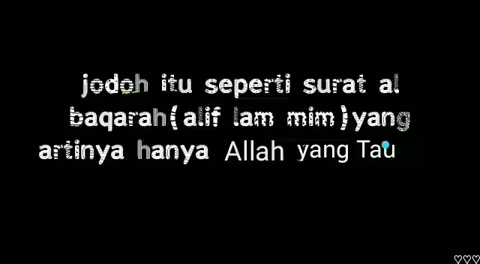 jodoh itu seperti surat al
baqarah(alif lam mim)yang
artinya hanya Allah yang Tau
♡♡♡